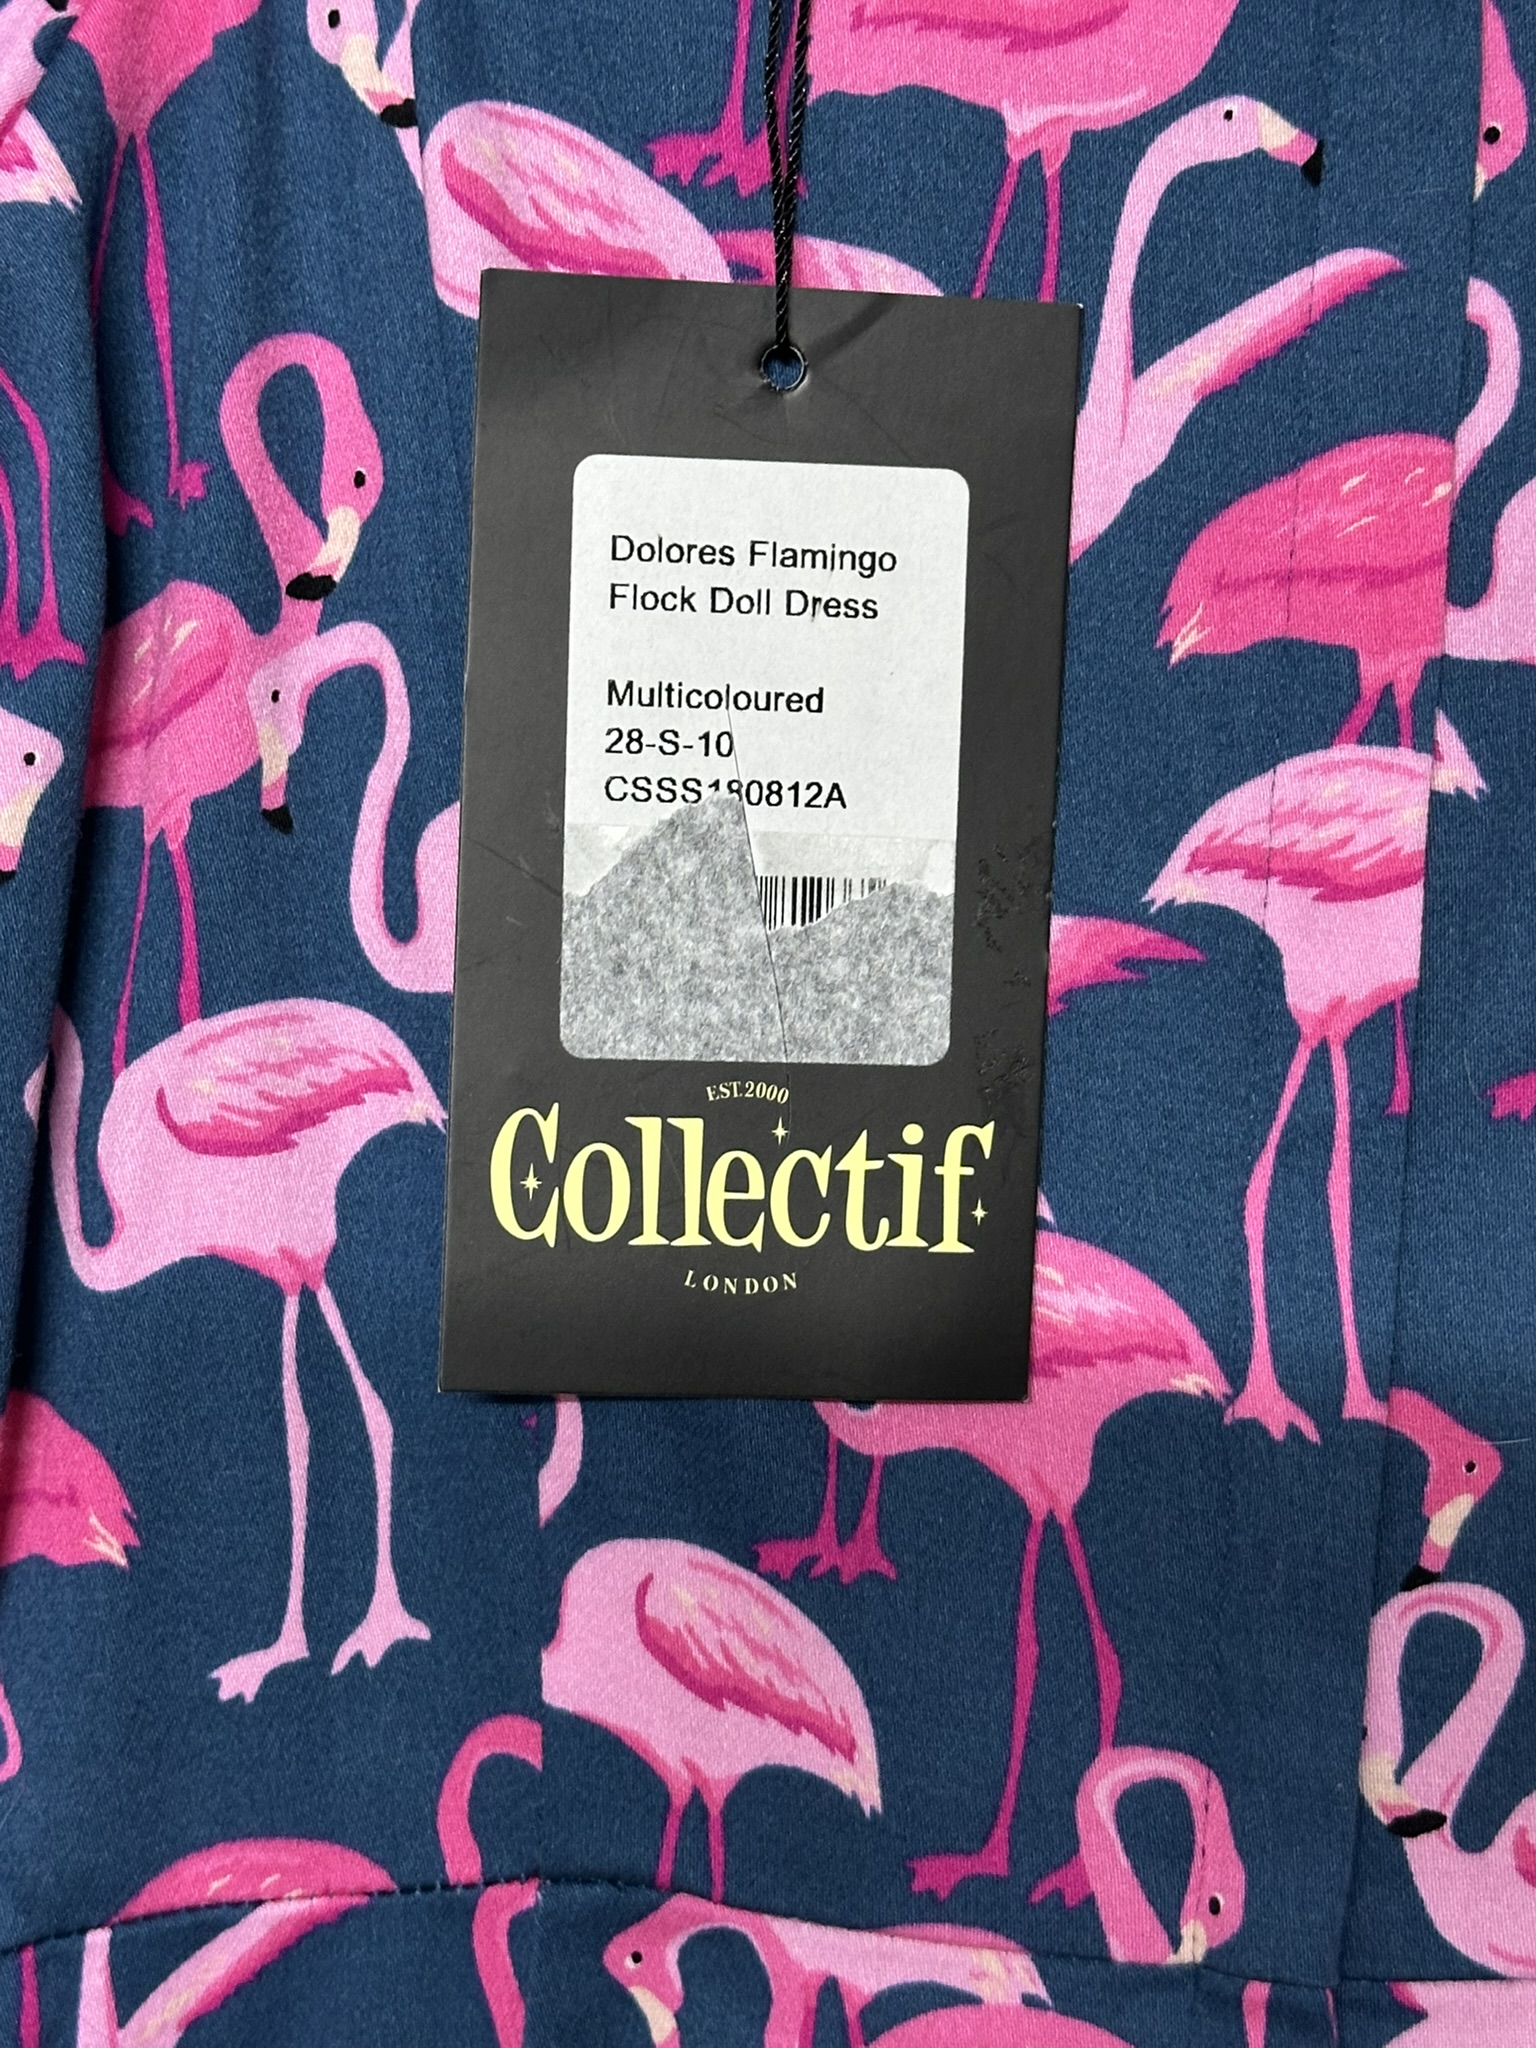 Dolores Flamingo
Flock Doll Dress
Multicoloured
28-S-10
CSSS180812A
EST.2000
Collectif
LONDON